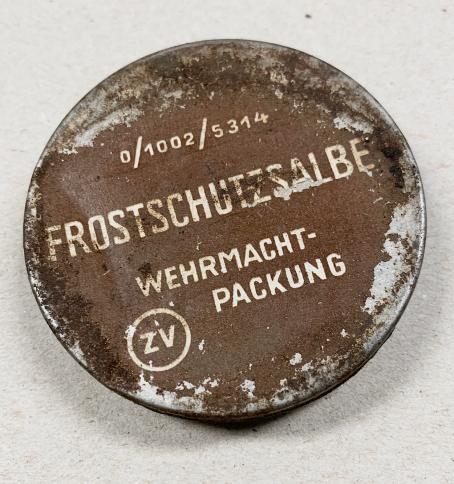 0/1002/5314
FROSTSCHUTZSALBE
WEHRMACHT-
PACKUNG
ZV